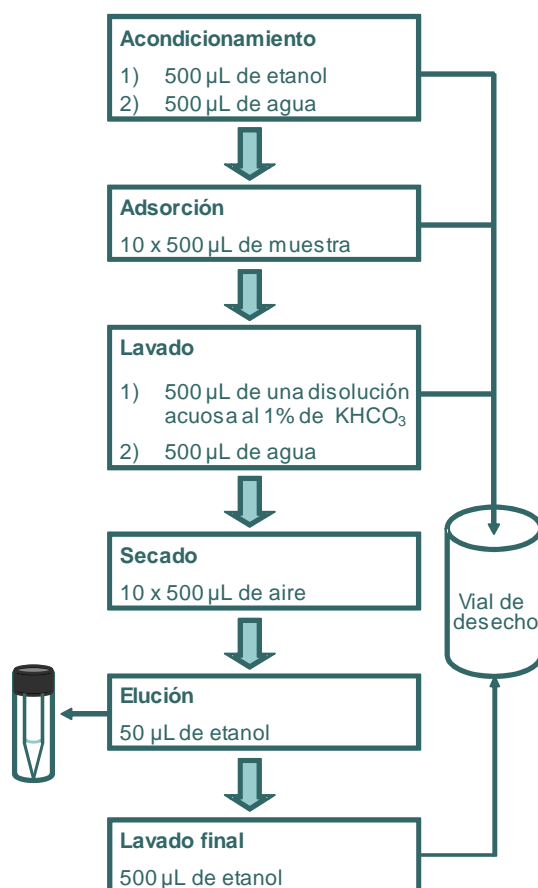 Acondicionamiento
1) 500 µL de etanol
2) 500 µL de agua
Adsorción
10 x 500 µL de muestra
Lavado
1) 500 µL de una disolución
acuosa al 1% de KHCO₃
2) 500 µL de agua
Secado
10 x 500 µL de aire
Vial de
desecho
Elución
50 µL de etanol
Lavado final
500 µL de etanol